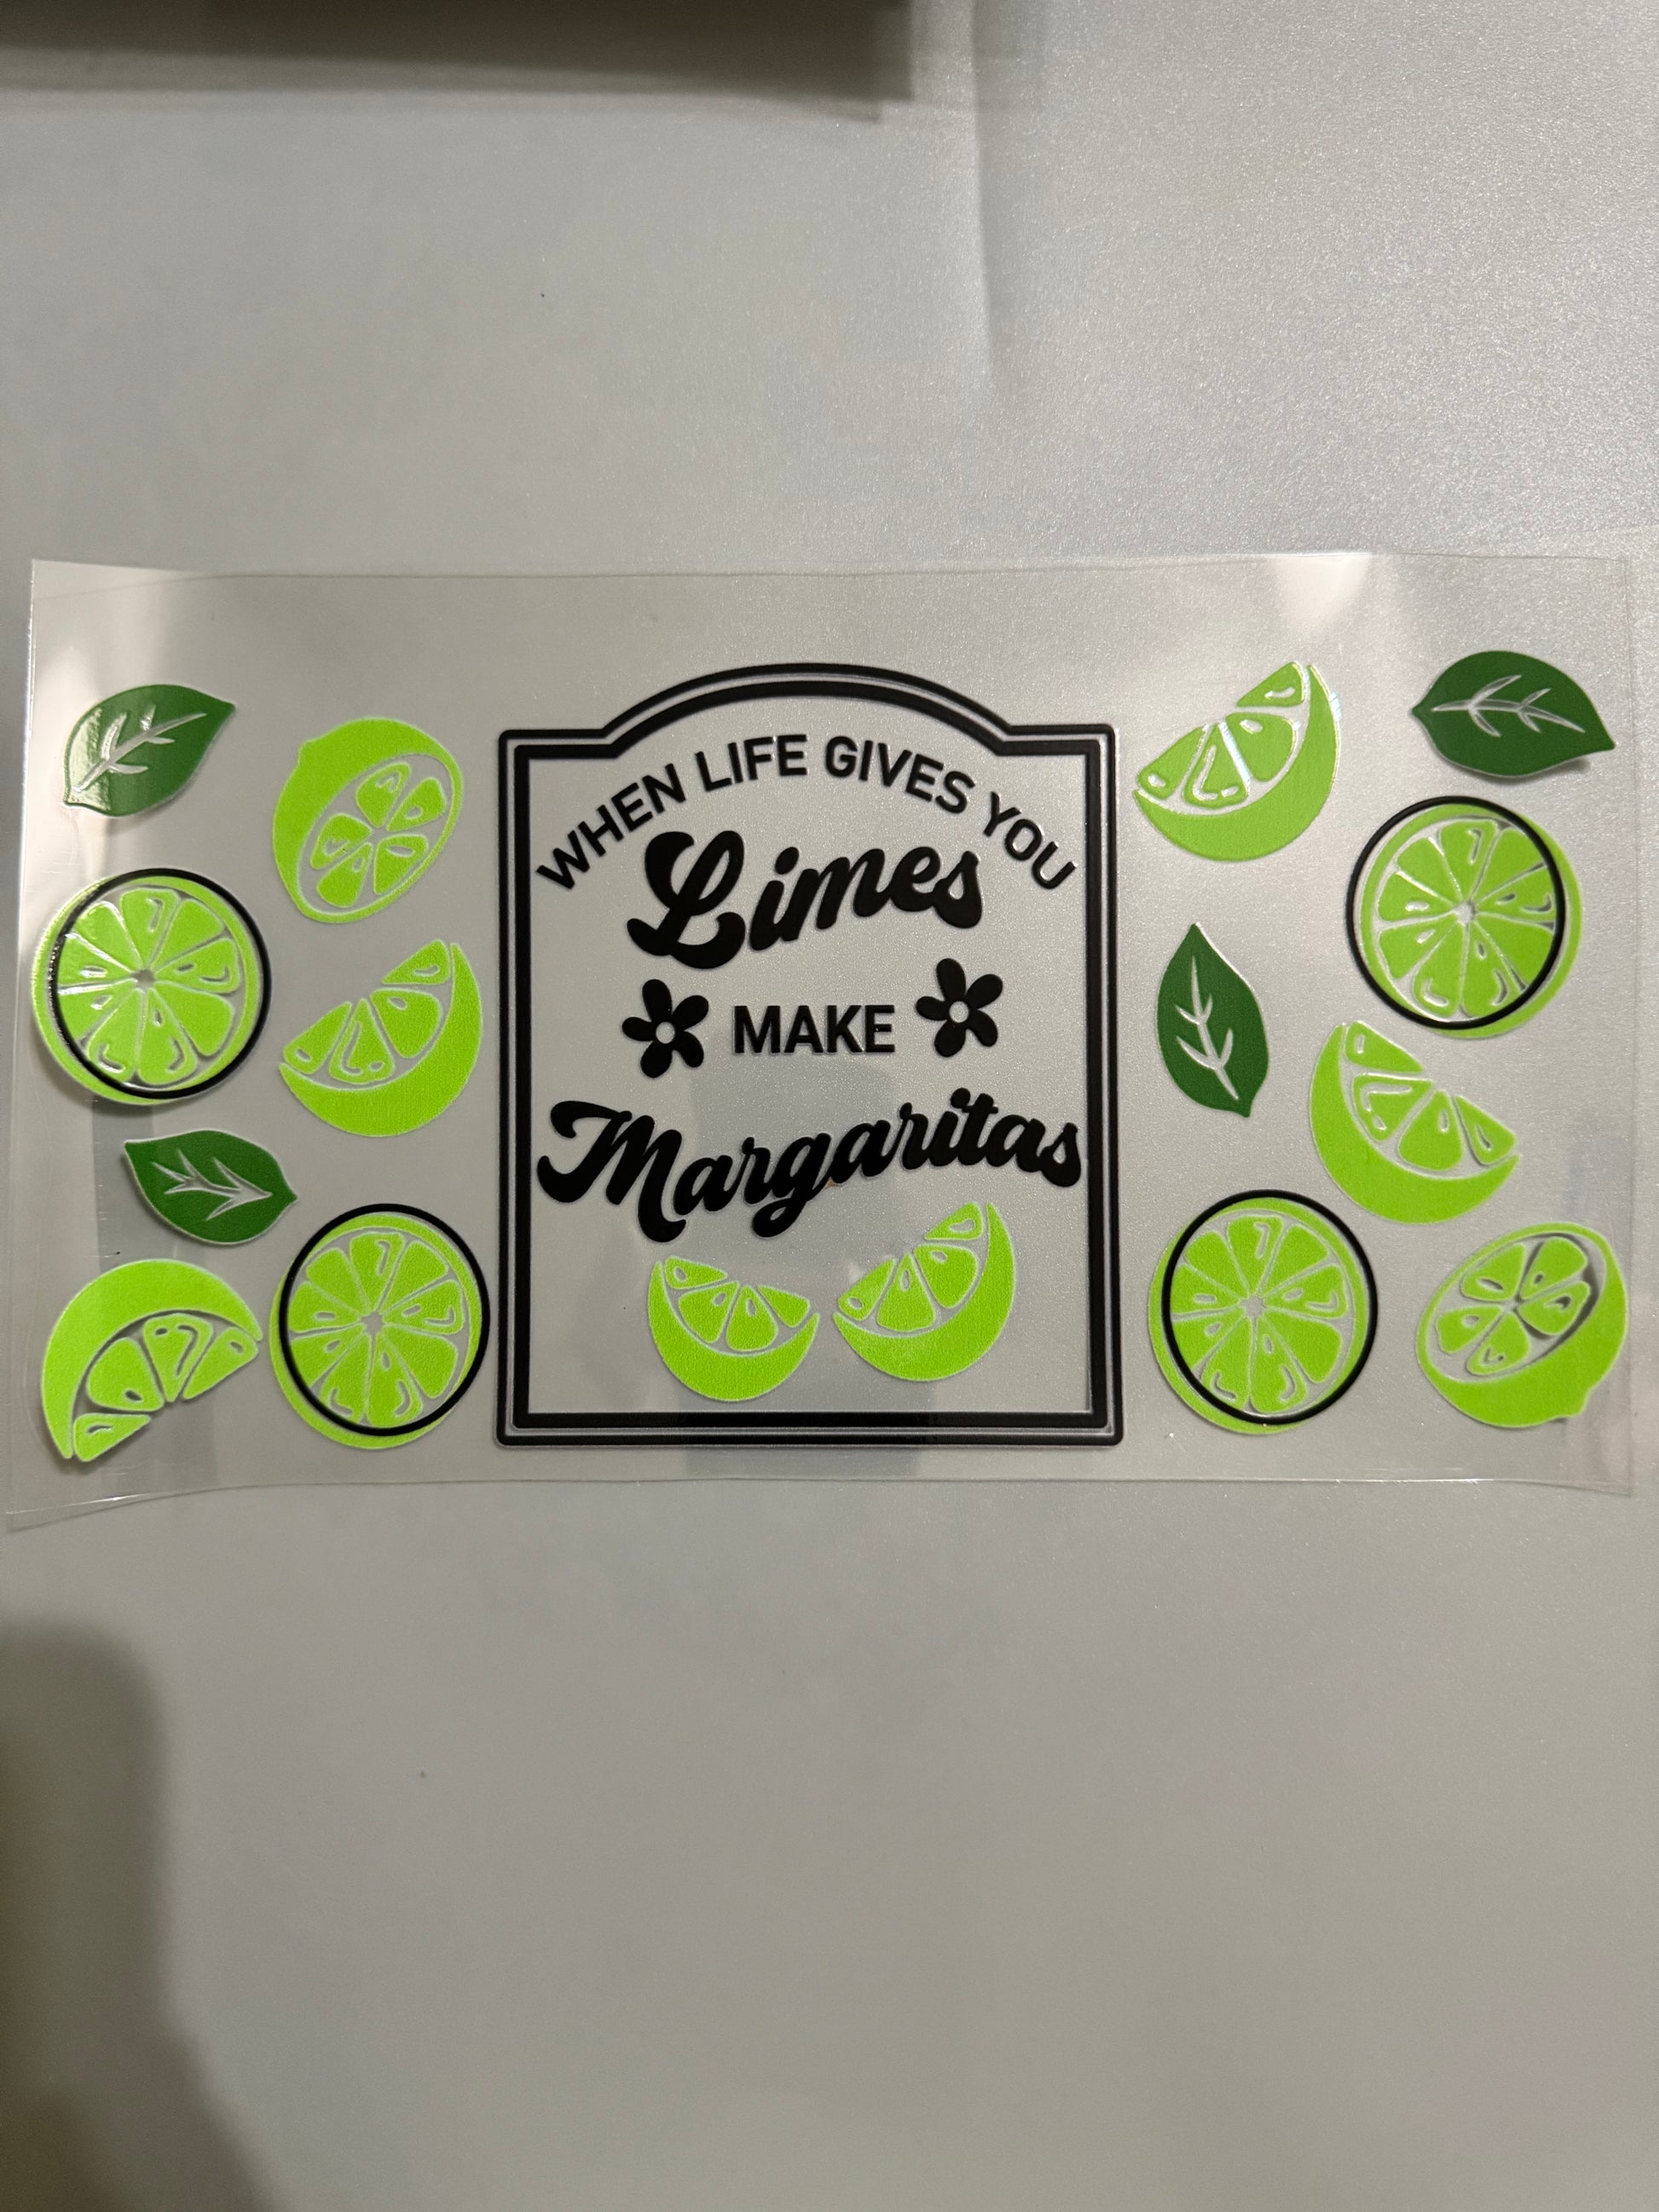 WHEN LIFE GIVES YOU
Limes
MAKE
Margaritas